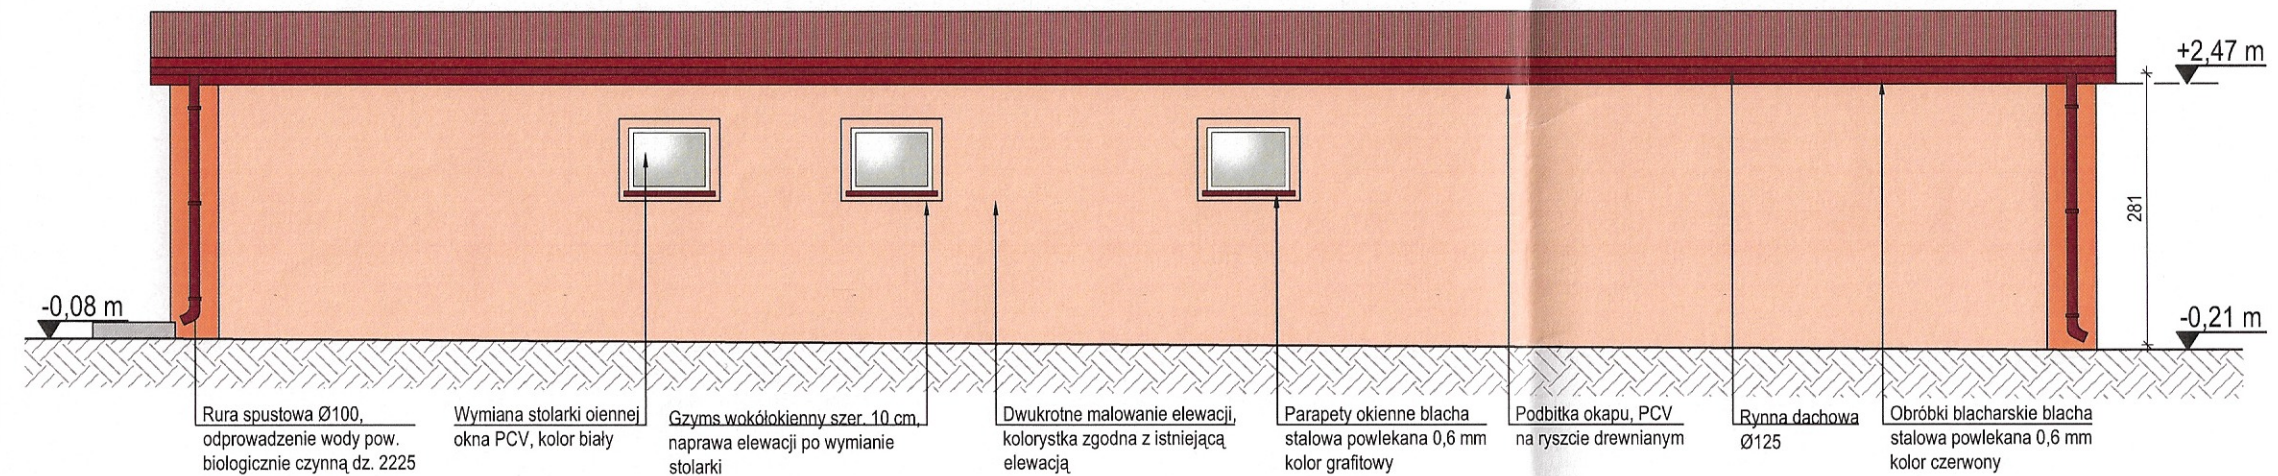 +2,47 m
281
-0,08 m
-0,21 m
Rura spustowa Ø100,
odprowadzenie wody pow.
biologicznie czynną dz. 2225
Wymiana stolarki oiennej
okna PCV, kolor biały
Gzyms wokółokienny szer. 10 cm,
naprawa elewacji po wymianie
stolarki
Dwukrotne malowanie elewacji,
kolorystka zgodna z istniejącą
elewacją
Parapety okienne blacha
stalowa powlekana 0,6 mm
kolor grafitowy
Podbitka okapu, PCV
na ryszcie drewnianym
Rynna dachowa
Ø125
Obróbki blacharskie blacha
stalowa powlekana 0,6 mm
kolor czerwony